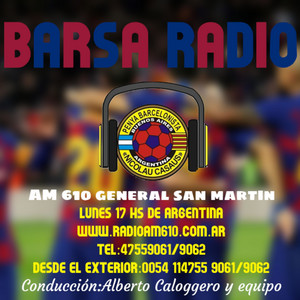 BARSA RADIO
PENYA BARCELONISTA
BUENOS AIRES
ARGENTINA
NICOLAU CASAUS
AM 610 GENERAL SAN MARTIN
LUNES 17 HS DE ARGENTINA
WWW.RADIOAM610.COM.AR
TEL:47559061/9062
DESDE EL EXTERIOR:0054 114755 9061/9062
Conducción:Alberto Caloggero y equipo